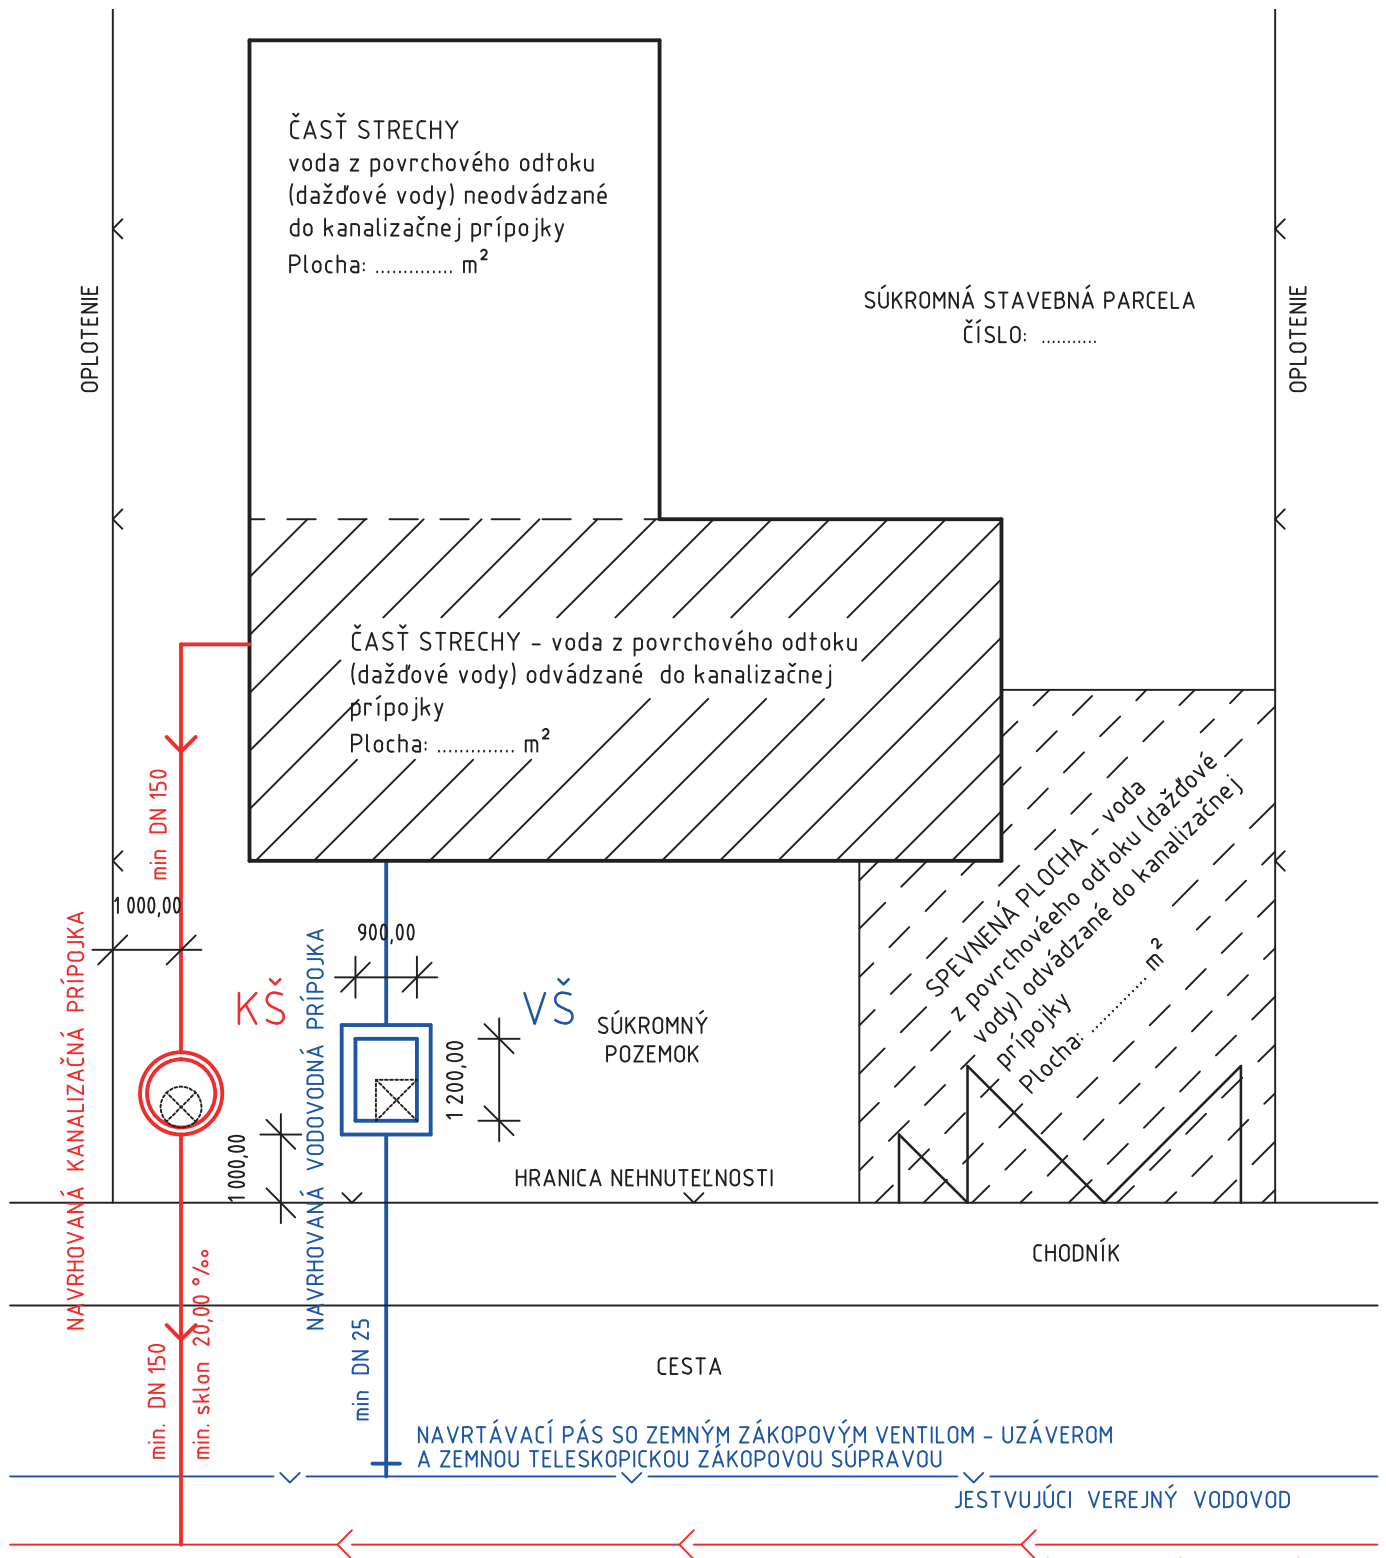 ČASŤ STRECHY
voda z povrchového odtoku
(dažďové vody) neodvádzané
do kanalizačnej prípojky
Plocha: .............. m²
OPLOTENIE
SÚKROMNÁ STAVEBNÁ PARCELA
ČÍSLO: ...........
OPLOTENIE
ČASŤ STRECHY - voda z povrchového odtoku
(dažďové vody) odvádzané do kanalizačnej
prípojky
Plocha: .............. m²
SPEVNENÁ PLOCHA - voda
z povrchovéeho odtoku (dažďové
vody) odvádzané do kanalizačnej
prípojky
Plocha: .............. m²
min DN 150
1 000,00
NAVRHOVANÁ KANALIZAČNÁ PRÍPOJKA
KŠ
NAVRHOVANÁ VODOVODNÁ PRÍPOJKA
900,00
VŠ
SÚKROMNÝ
POZEMOK
1 200,00
1 000,00
HRANICA NEHNUTEĽNOSTI
CHODNÍK
min. DN 150
min. sklon 20,00 °/oo
min DN 25
CESTA
NAVRTÁVACÍ PÁS SO ZEMNÝM ZÁKOPOVÝM VENTILOM - UZÁVEROM
A ZEMNOU TELESKOPICKOU ZÁKOPOVOU SÚPRAVOU
JESTVUJÚCI VEREJNÝ VODOVOD